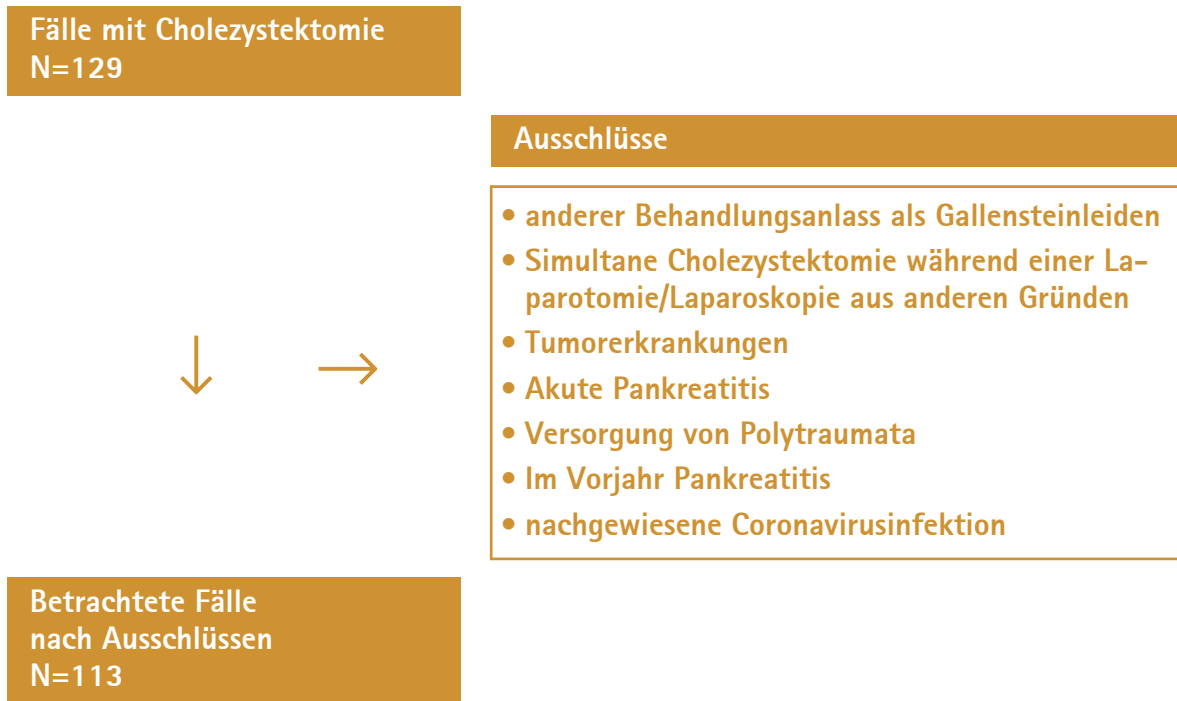 Fälle mit Cholezystektomie
N=129
Ausschlüsse
• anderer Behandlungsanlass als Gallensteinleiden
• Simultane Cholezystektomie während einer La-
parotomie/Laparoskopie aus anderen Gründen
• Tumorerkrankungen
• Akute Pankreatitis
• Versorgung von Polytraumata
• Im Vorjahr Pankreatitis
• nachgewiesene Coronavirusinfektion
Betrachtete Fälle
nach Ausschlüssen
N=113